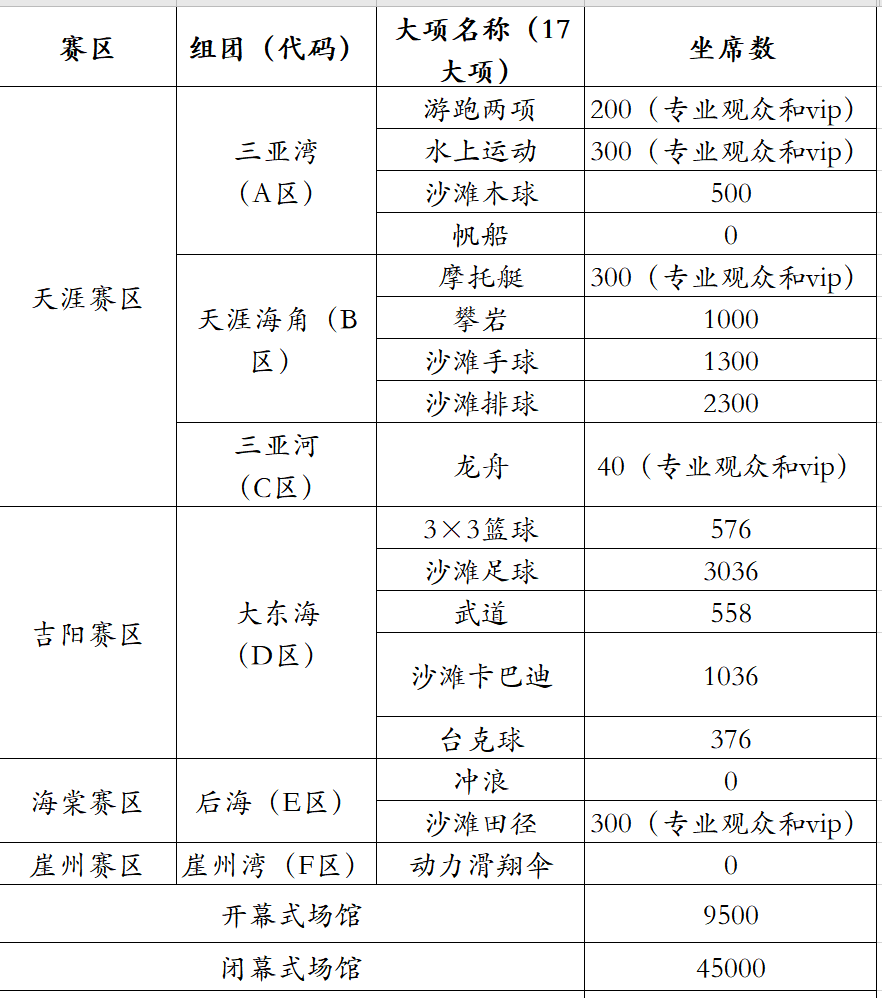 赛区 组团（代码） 大项名称（17
大项） 坐席数
天涯赛区
三亚湾
（A区）
游跑两项 200（专业观众和vip）
水上运动 300（专业观众和vip）
沙滩木球 500
帆船 0
天涯海角（B
区）
摩托艇 300（专业观众和vip）
攀岩 1000
沙滩手球 1300
沙滩排球 2300
三亚河
（C区）
龙舟 40（专业观众和vip）
吉阳赛区
大东海
（D区）
3×3篮球 576
沙滩足球 3036
武道 558
沙滩卡巴迪 1036
台克球 376
海棠赛区 后海（E区）
冲浪 0
沙滩田径 300（专业观众和vip）
崖州赛区 崖州湾（F区） 动力滑翔伞 0
开幕式场馆 9500
闭幕式场馆 45000